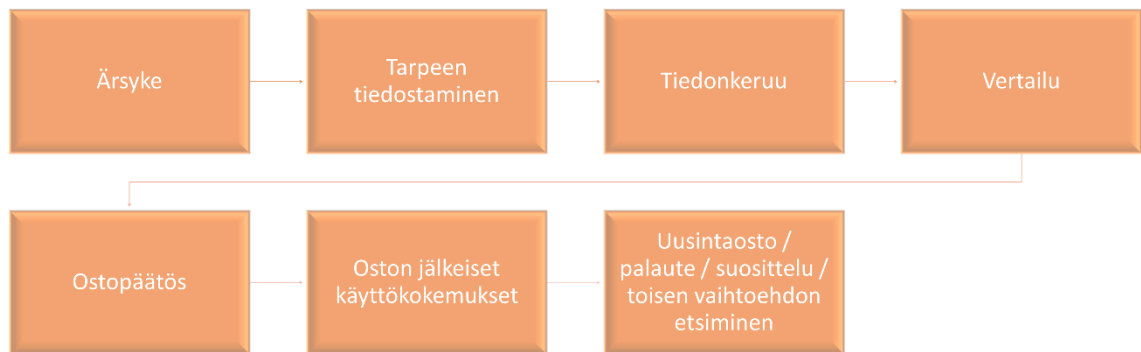 Ärsyke
Tarpeen
tiedostaminen
Tiedonkeruu
Vertailu
Ostopäätös
Oston jälkeiset
käyttökokemukset
Uusintaosto /
palaute / suosittelu /
toisen vaihtoehdon
etsiminen